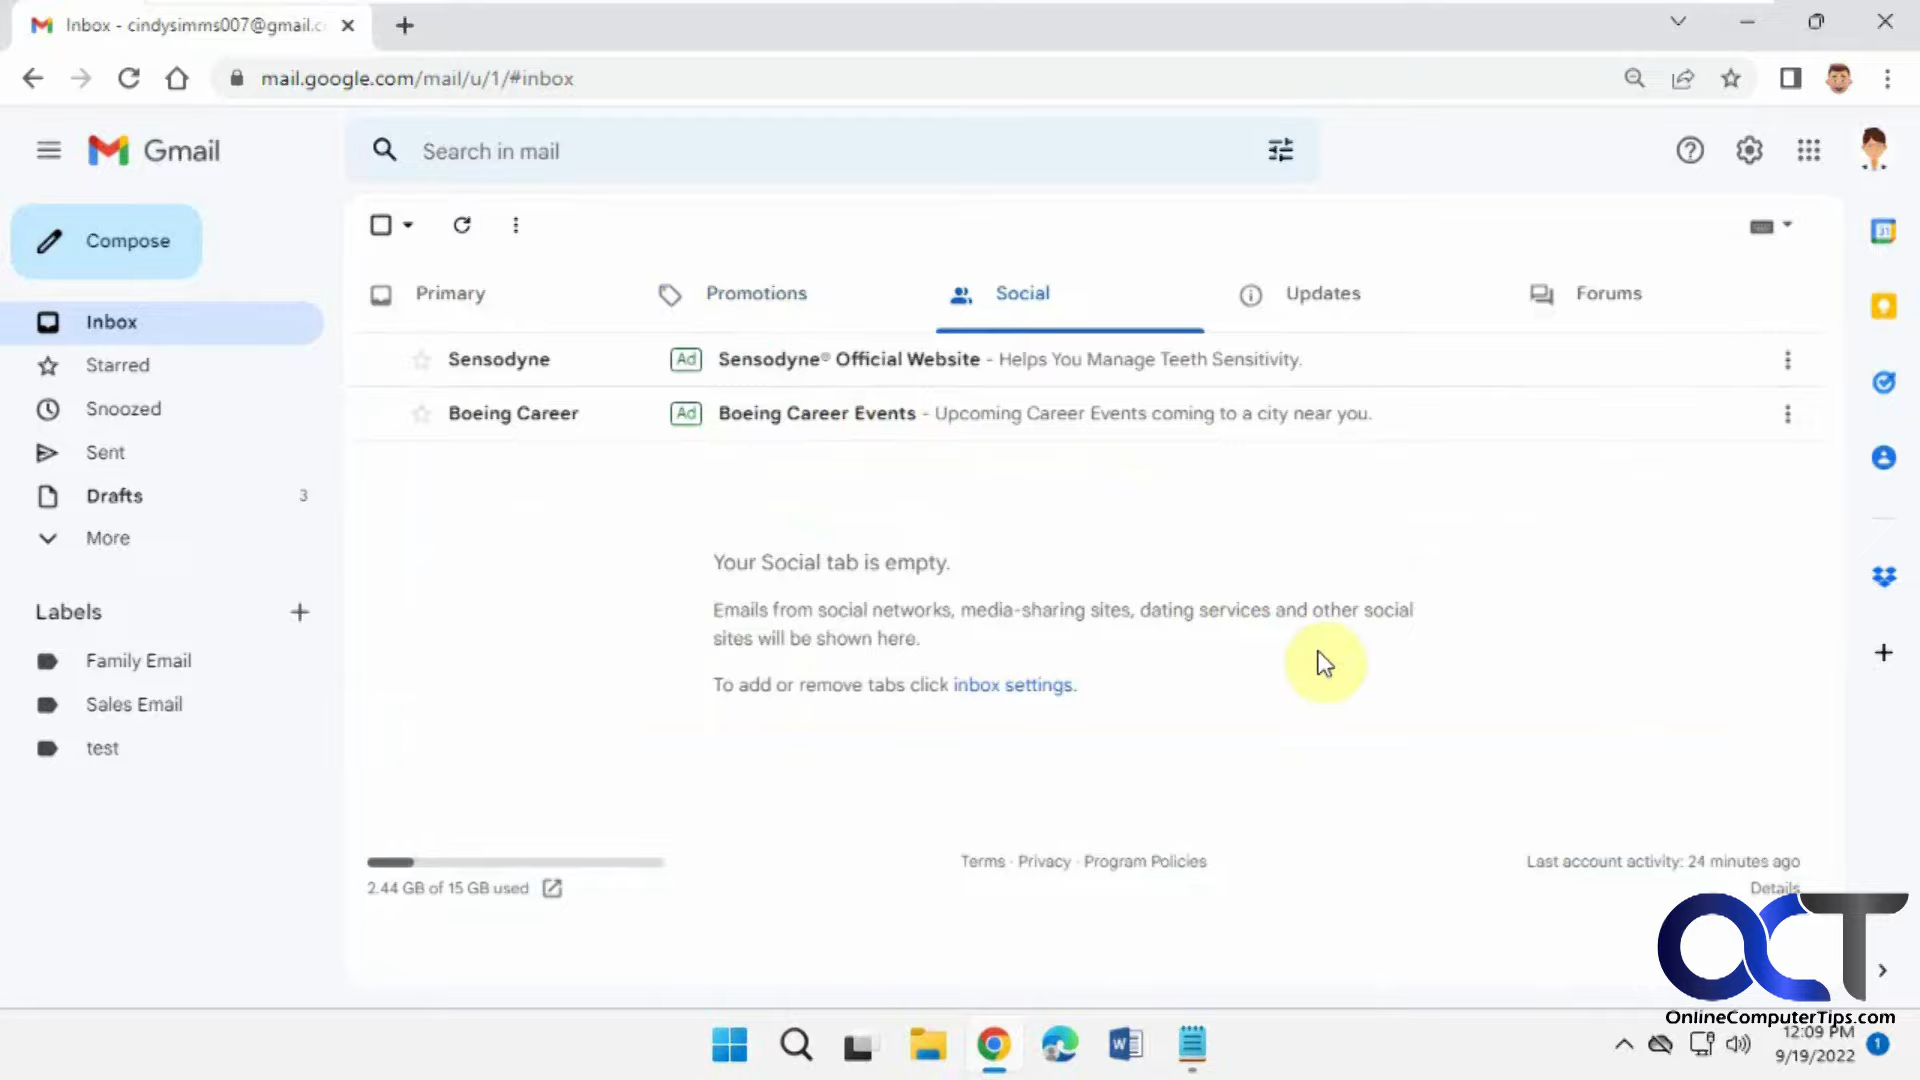 Inbox - cindysimms007@gmail.c
mail.google.com/mail/u/1/#inbox
Gmail
Search in mail
Compose
Primary
Promotions
Social
Updates
Forums
Inbox
Sensodyne
Ad
Sensodyne® Official Website - Helps You Manage Teeth Sensitivity.
Starred
Snoozed
Boeing Career
Ad
Boeing Career Events - Upcoming Career Events coming to a city near you.
Sent
Drafts
3
More
Your Social tab is empty.
Emails from social networks, media-sharing sites, dating services and other social
sites will be shown here.
To add or remove tabs click inbox settings.
Labels
Family Email
Sales Email
test
Terms · Privacy · Program Policies
Last account activity: 24 minutes ago
2.44 GB of 15 GB used
Details
OCT
OnlineComputerTips.com
12:09 PM
9/19/2022
1
31
W